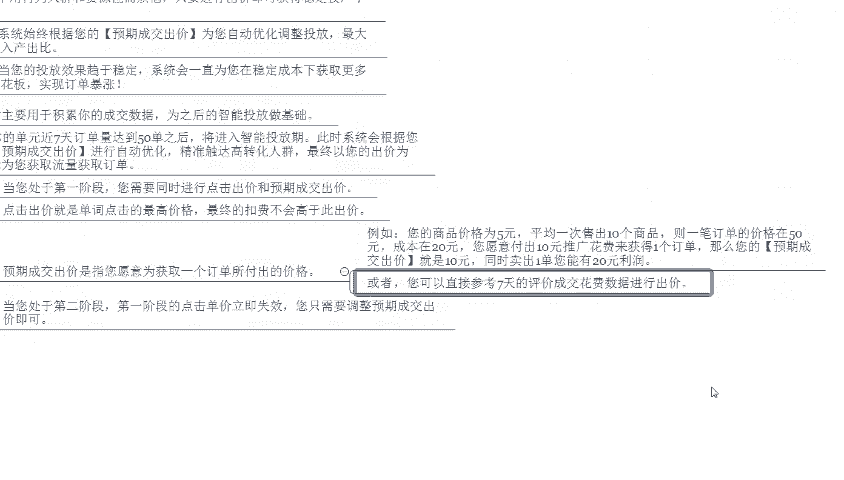 系统始终根据您的【预期成交出价】为您自动优化调整投放，最大
入产出比。
当您的投放效果趋于稳定，系统会一直为您在稳定成本下获取更多
花板，实现订单暴涨！
主要用于积累你的成交数据，为之后的智能投放做基础。
的单元近7天订单量达到50单之后，将进入智能投放期。此时系统会根据您
预期成交出价】进行自动优化，精准触达高转化人群，最终以您的出价为
为您获取流量获取订单。
当您处于第一阶段，您需要同时进行点击出价和预期成交出价。
点击出价就是单词点击的最高价格，最终的扣费不会高于此出价。
例如：您的商品价格为5元，平均一次售出10个商品，则一笔订单的价格在50
元，成本在20元，您愿意付出10元推广花费来获得1个订单，那么您的【预期成
交出价】就是10元，同时卖出1单您能有20元利润。
预期成交出价是指您愿意为获取一个订单所付出的价格。
或者，您可以直接参考7天的评价成交花费数据进行出价。
当您处于第二阶段，第一阶段的点击单价立即失效，您只需要调整预期成交出
价即可。